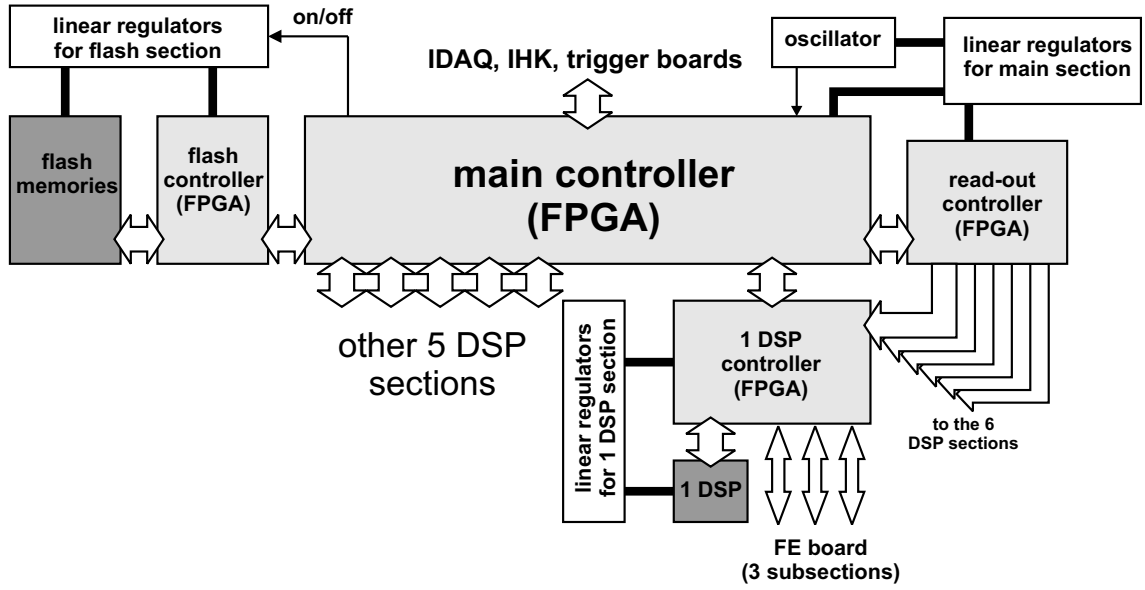 linear regulators
for flash section
on/off
IDAQ, IHK, trigger boards
oscillator
linear regulators
for main section
flash
memories
flash
controller
(FPGA)
main controller
(FPGA)
read-out
controller
(FPGA)
other 5 DSP
sections
linear regulators
for 1 DSP section
1 DSP
controller
(FPGA)
to the 6
DSP sections
1 DSP
FE board
(3 subsections)